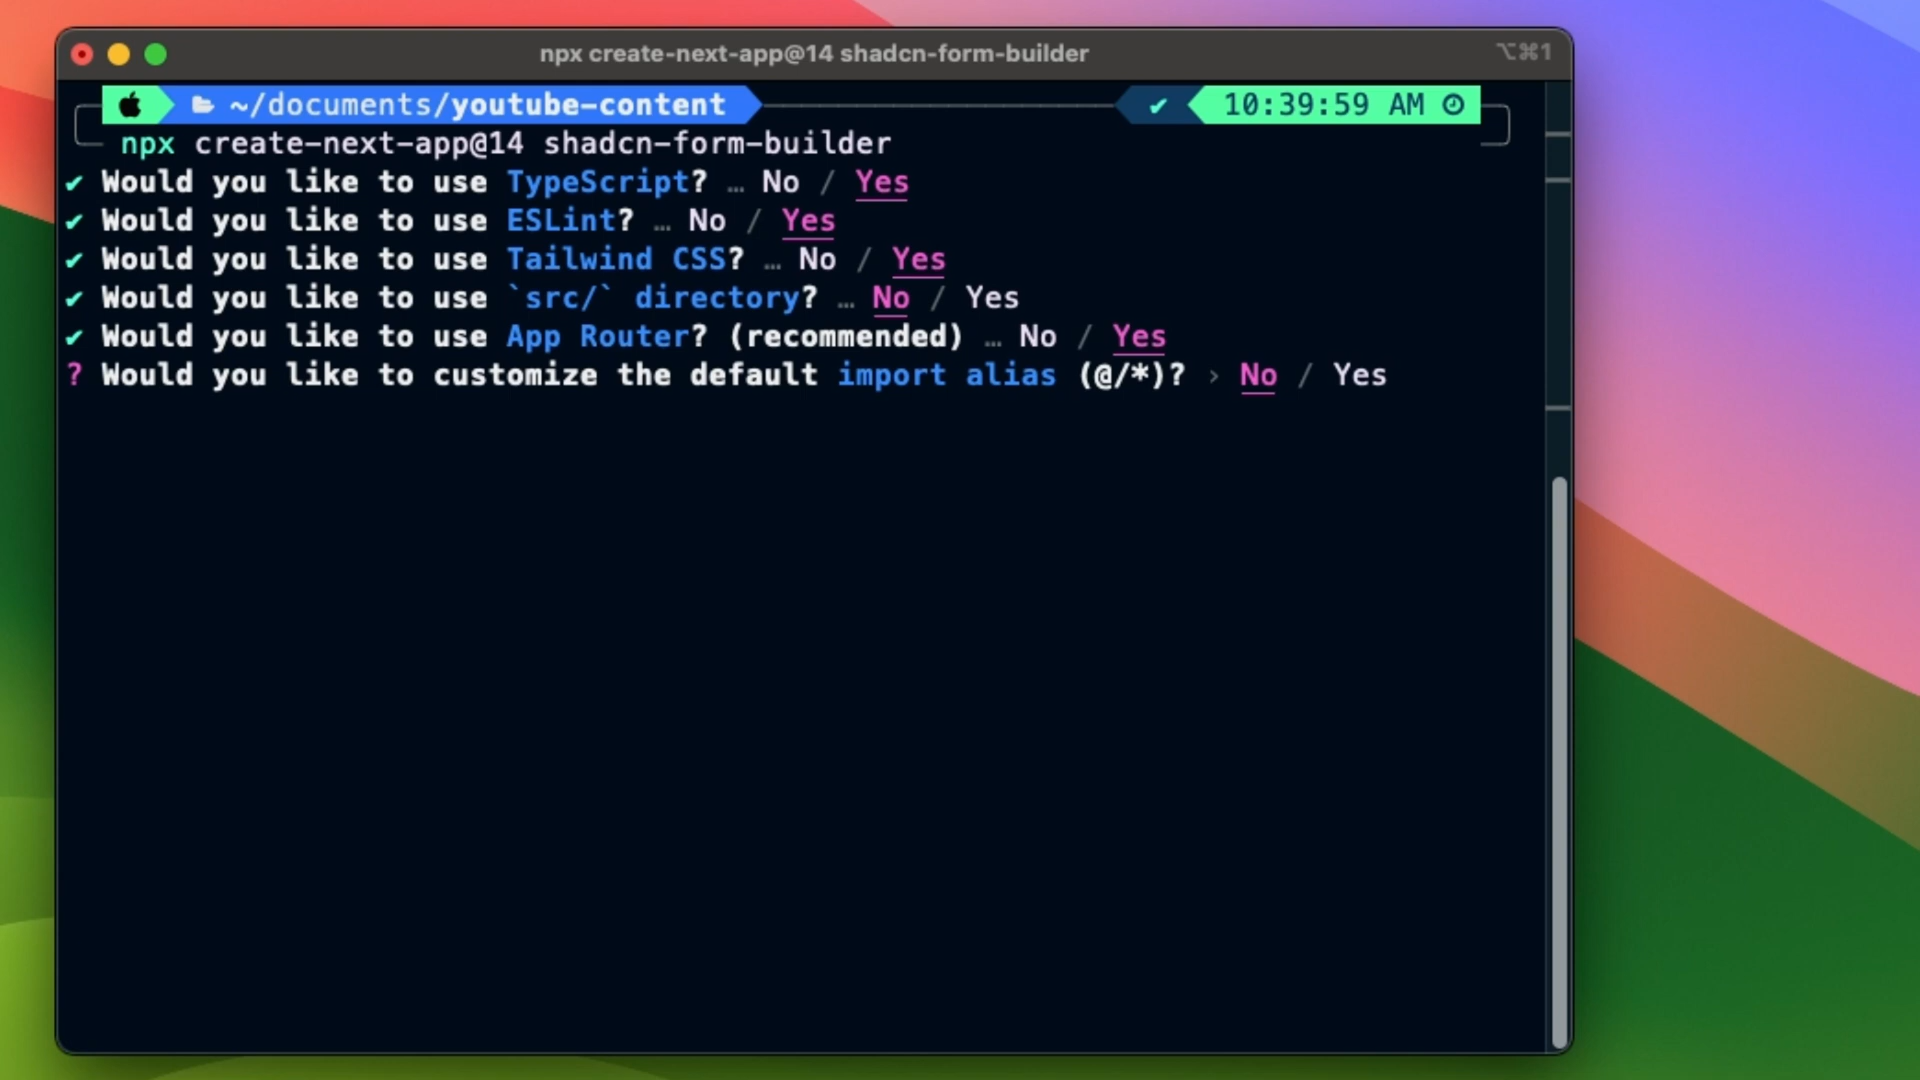 npx create-next-app@14 shadcn-form-builder
⌥⌘1
~/documents/youtube-content ✔ 10:39:59 AM
npx create-next-app@14 shadcn-form-builder
✔ Would you like to use TypeScript? … No / Yes
✔ Would you like to use ESLint? … No / Yes
✔ Would you like to use Tailwind CSS? … No / Yes
✔ Would you like to use `src/` directory? … No / Yes
✔ Would you like to use App Router? (recommended) … No / Yes
? Would you like to customize the default import alias (@/*)? › No / Yes